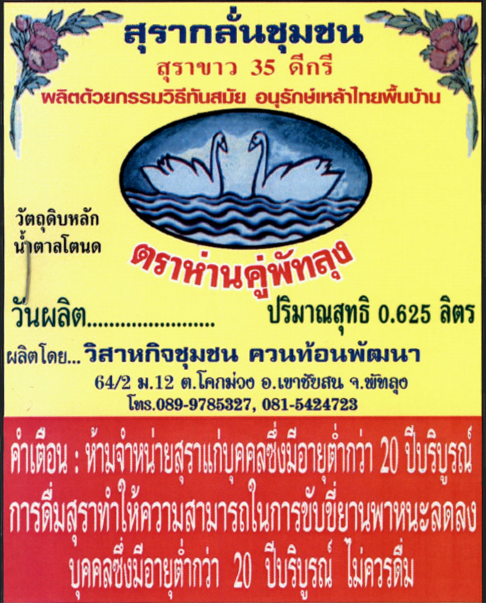 สุรากลั่นชุมชน
สุราขาว 35 ดีกรี
ผลิตด้วยกรรมวิธีทันสมัย อนุรักษ์เหล้าไทยพื้นบ้าน
วัตถุดิบหลัก
น้ำตาลโตนด
ตราห่านคู่พัทลุง
วันผลิต....................... ปริมาณสุทธิ 0.625 ลิตร
ผลิตโดย... วิสาหกิจชุมชน ควนท้อนพัฒนา
64/2 ม.12 ต.โคกม่วง อ.เขาชัยสน จ.พัทลุง
โทร.089-9785327, 081-5424723
คำเตือน : ห้ามจำหน่ายสุราแก่บุคคลซึ่งมีอายุต่ำกว่า 20 ปีบริบูรณ์
การดื่มสุราทำให้ความสามารถในการขับขี่ยานพาหนะลดลง
บุคคลซึ่งมีอายุต่ำกว่า 20 ปีบริบูรณ์ ไม่ควรดื่ม